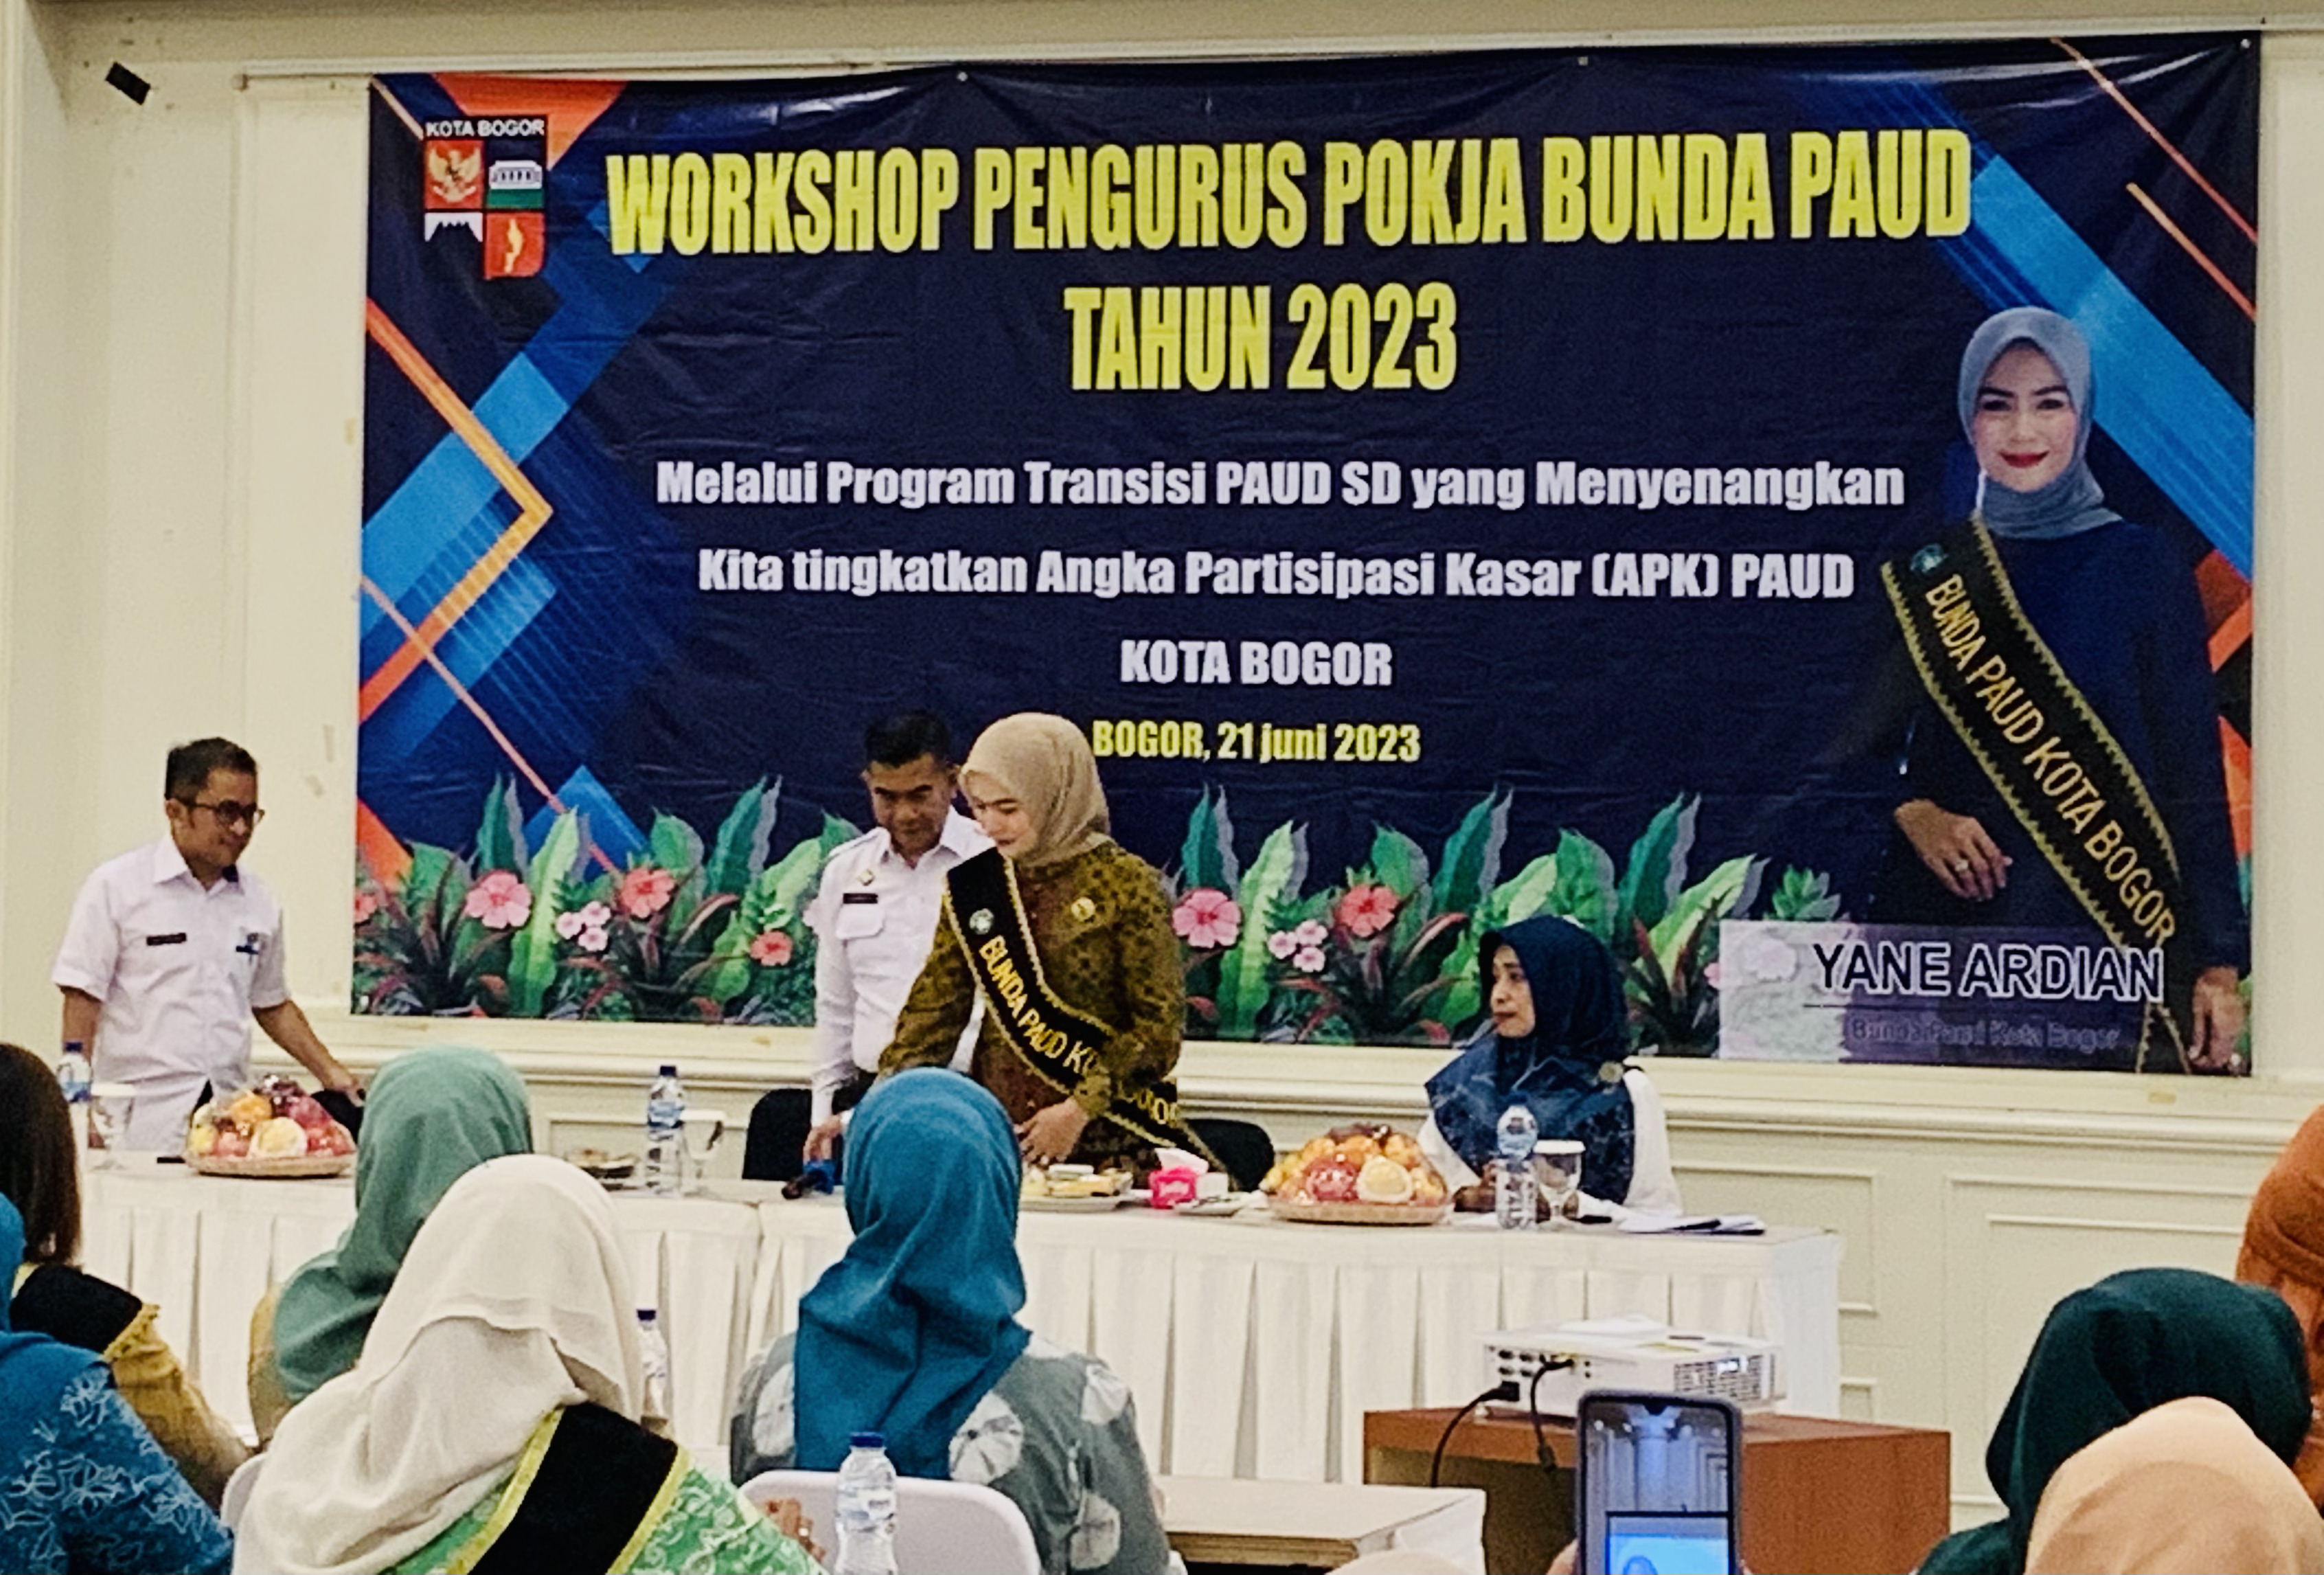 KOTA BOGOR
WORKSHOP PENGURUS POKJA BUNDA PAUD
TAHUN 2023
Melalui Program Transisi PAUD SD yang Menyenangkan
Kita tingkatkan Angka Partisipasi Kasar (APK) PAUD
KOTA BOGOR
BOGOR, 21 juni 2023
BUNDA PAUD KOTA BOGOR
YANE ARDIAN
Bunda Paud Kota Bogor
BUNDA PAUD